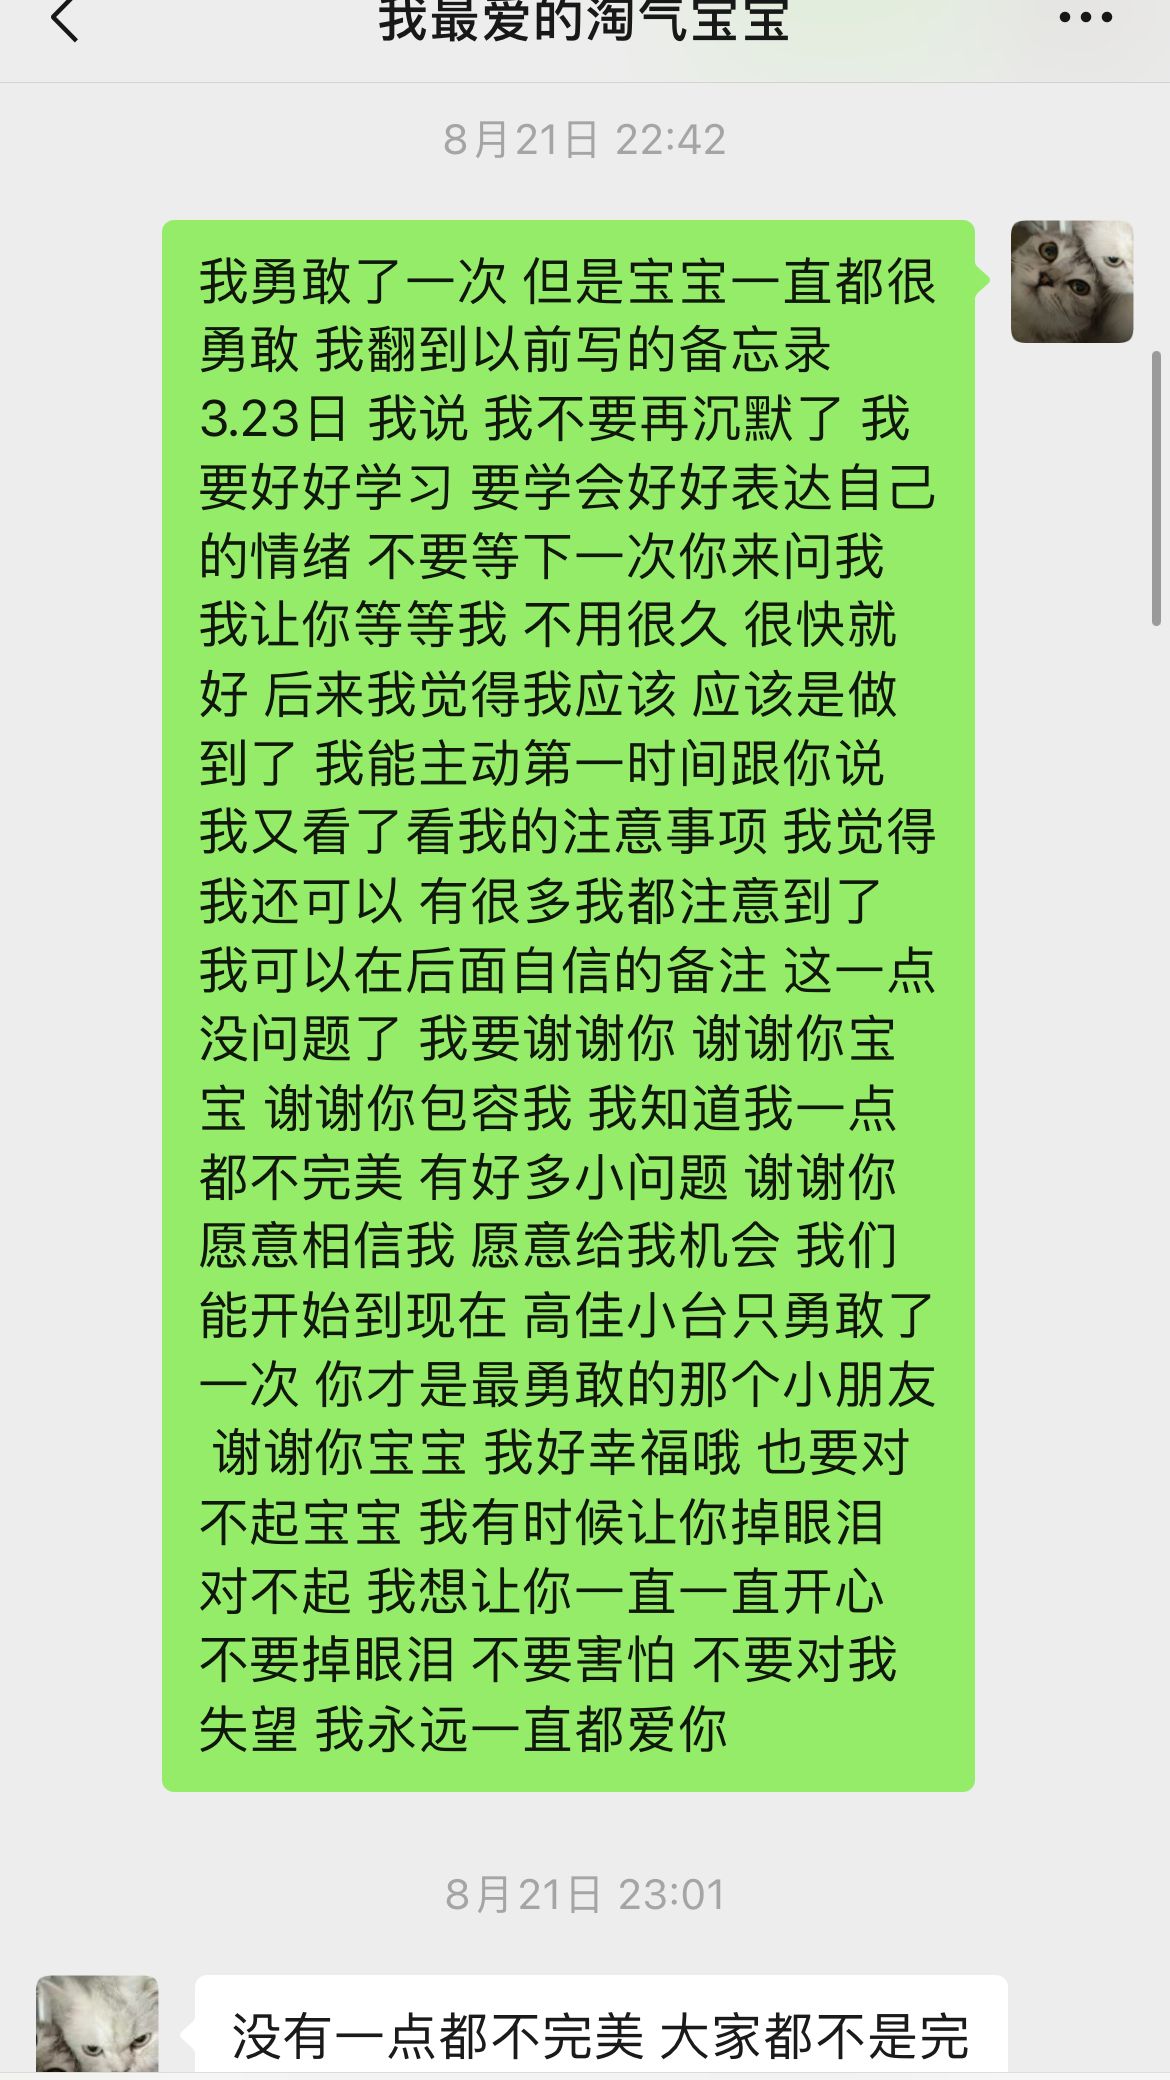 我最爱的淘气宝宝
8月21日 22:42
我勇敢了一次 但是宝宝一直都很
勇敢 我翻到以前写的备忘录
3.23日 我说 我不要再沉默了 我
要好好学习 要学会好好表达自己
的情绪 不要等下一次你来问我
我让你等等我 不用很久 很快就
好 后来我觉得我应该 应该是做
到了 我能主动第一时间跟你说
我又看了看我的注意事项 我觉得
我还可以 有很多我都注意到了
我可以在后面自信的备注 这一点
没问题了 我要谢谢你 谢谢你宝
宝 谢谢你包容我 我知道我一点
都不完美 有好多小问题 谢谢你
愿意相信我 愿意给我机会 我们
能开始到现在 高佳小台只勇敢了
一次 你才是最勇敢的那个小朋友
谢谢你宝宝 我好幸福哦 也要对
不起宝宝 我有时候让你掉眼泪
对不起 我想让你一直一直开心
不要掉眼泪 不要害怕 不要对我
失望 我永远一直都爱你
8月21日 23:01
没有一点都不完美 大家都不是完